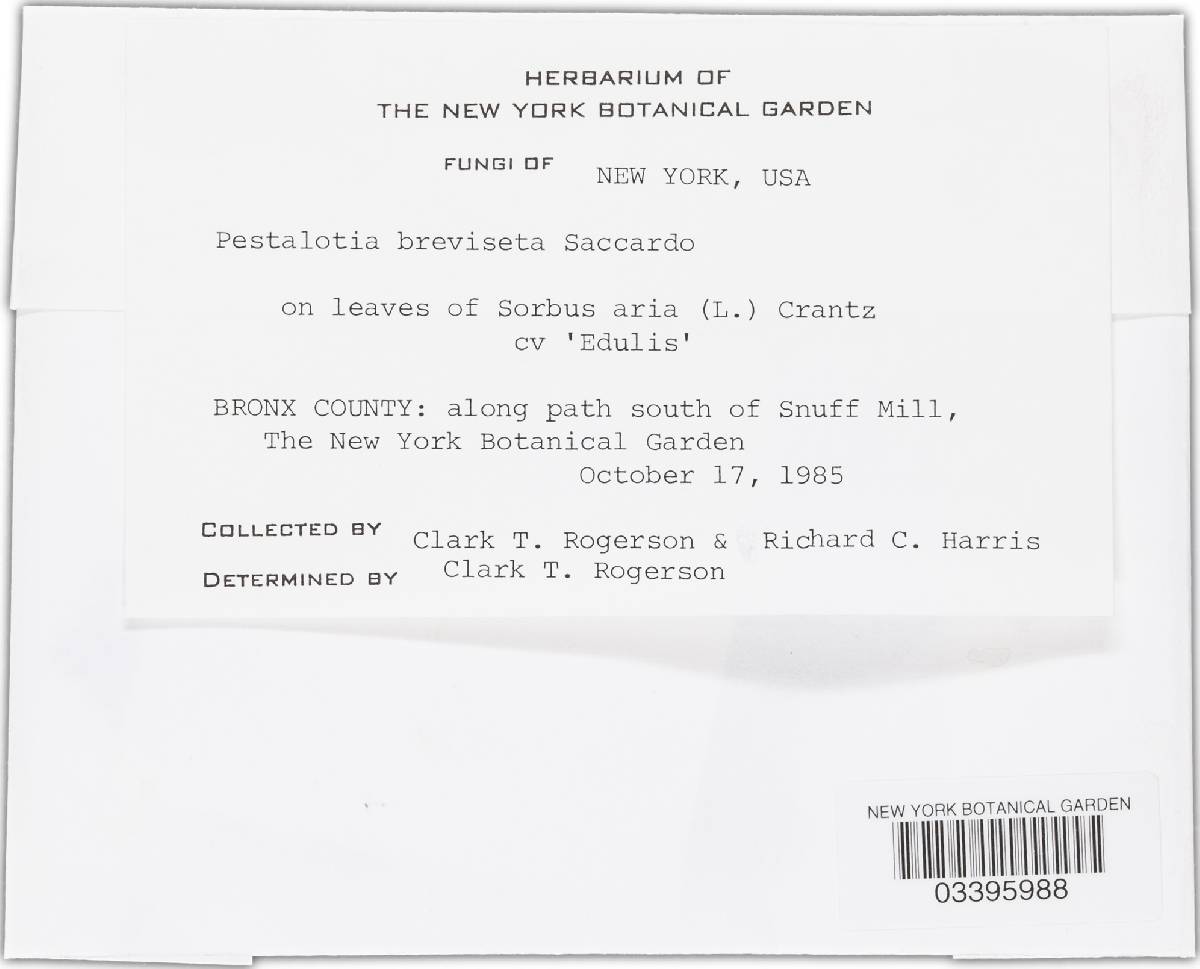 HERBARIUM OF
THE NEW YORK BOTANICAL GARDEN
FUNGI OF NEW YORK, USA
Pestalotia breviseta Saccardo
on leaves of Sorbus aria (L.) Crantz
cv 'Edulis'
BRONX COUNTY: along path south of Snuff Mill,
The New York Botanical Garden
October 17, 1985
COLLECTED BY Clark T. Rogerson & Richard C. Harris
DETERMINED BY Clark T. Rogerson
NEW YORK BOTANICAL GARDEN
03395988